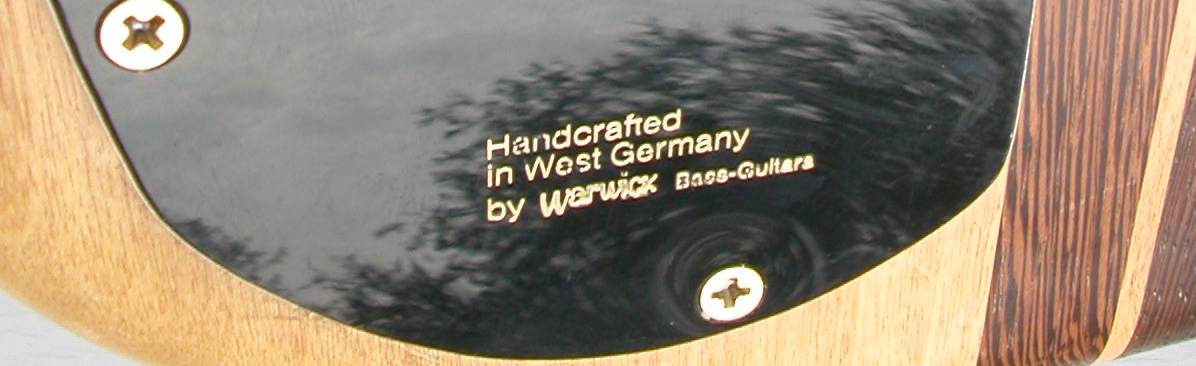 Handcrafted
in West Germany
by Warwick Bass-Guitars